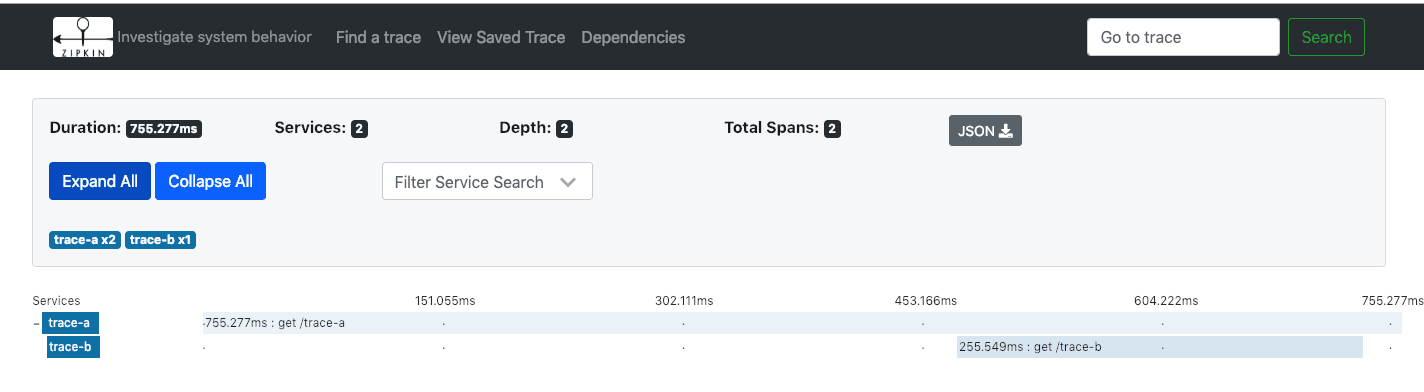 ZIPKIN Investigate system behavior Find a trace View Saved Trace Dependencies Go to trace Search
Duration: 755.277ms Services: 2 Depth: 2 Total Spans: 2 JSON
Expand All Collapse All Filter Service Search
trace-a x2 trace-b x1
Services 151.055ms 302.111ms 453.166ms 604.222ms 755.277ms
- trace-a .755.277ms : get /trace-a . . . . .
trace-b . . . . 255.549ms : get /trace-b . .